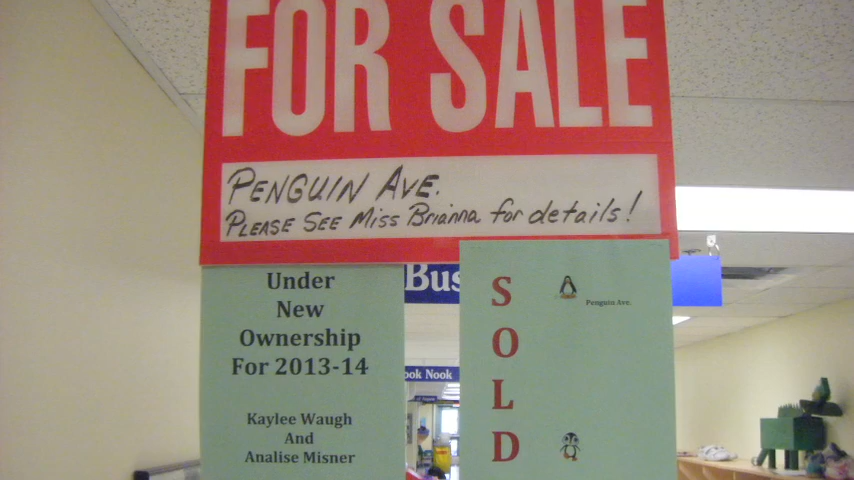 FOR SALE
PENGUIN AVE.
PLEASE SEE MISS BRIANNA for details!
Under
New
Ownership
For 2013-14
Kaylee Waugh
And
Analise Misner
Bus
SOLD
Penguin Ave.
ook Nook